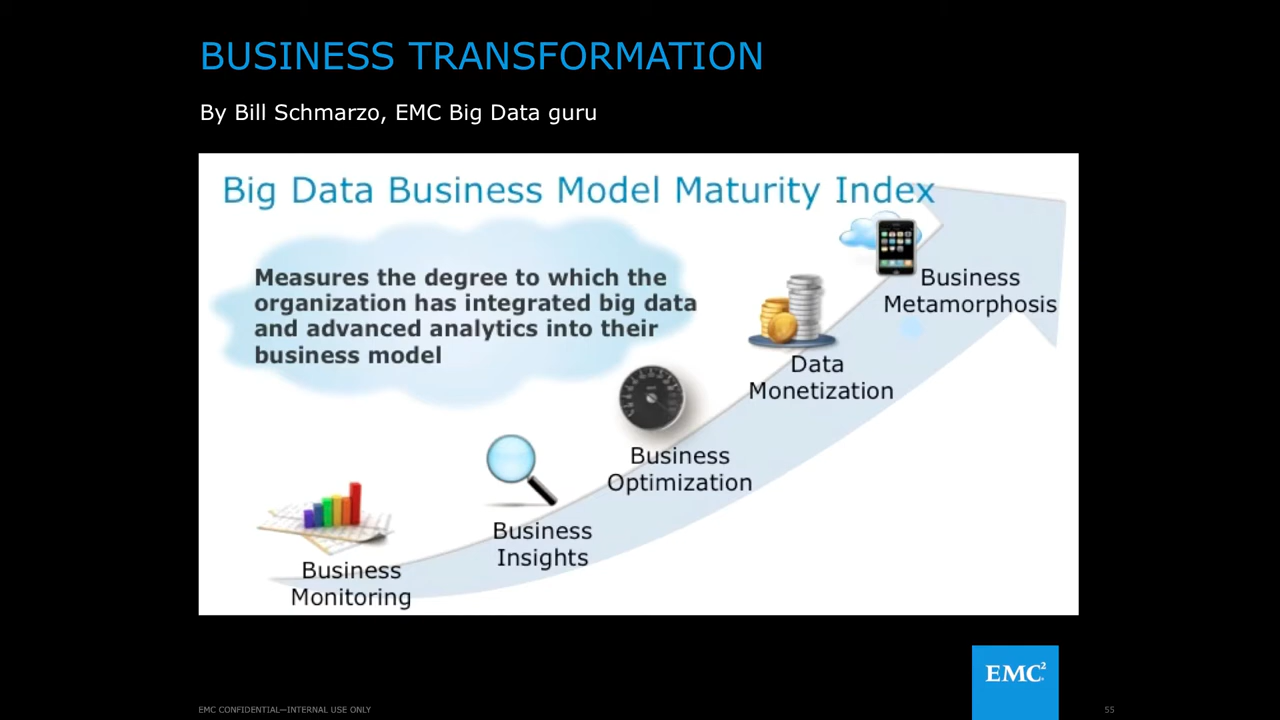 BUSINESS TRANSFORMATION
By Bill Schmarzo, EMC Big Data guru
Big Data Business Model Maturity Index
Measures the degree to which the
organization has integrated big data
and advanced analytics into their
business model
Business
Metamorphosis
Data
Monetization
Business
Optimization
Business
Insights
Business
Monitoring
EMC²
EMC CONFIDENTIAL—INTERNAL USE ONLY
55